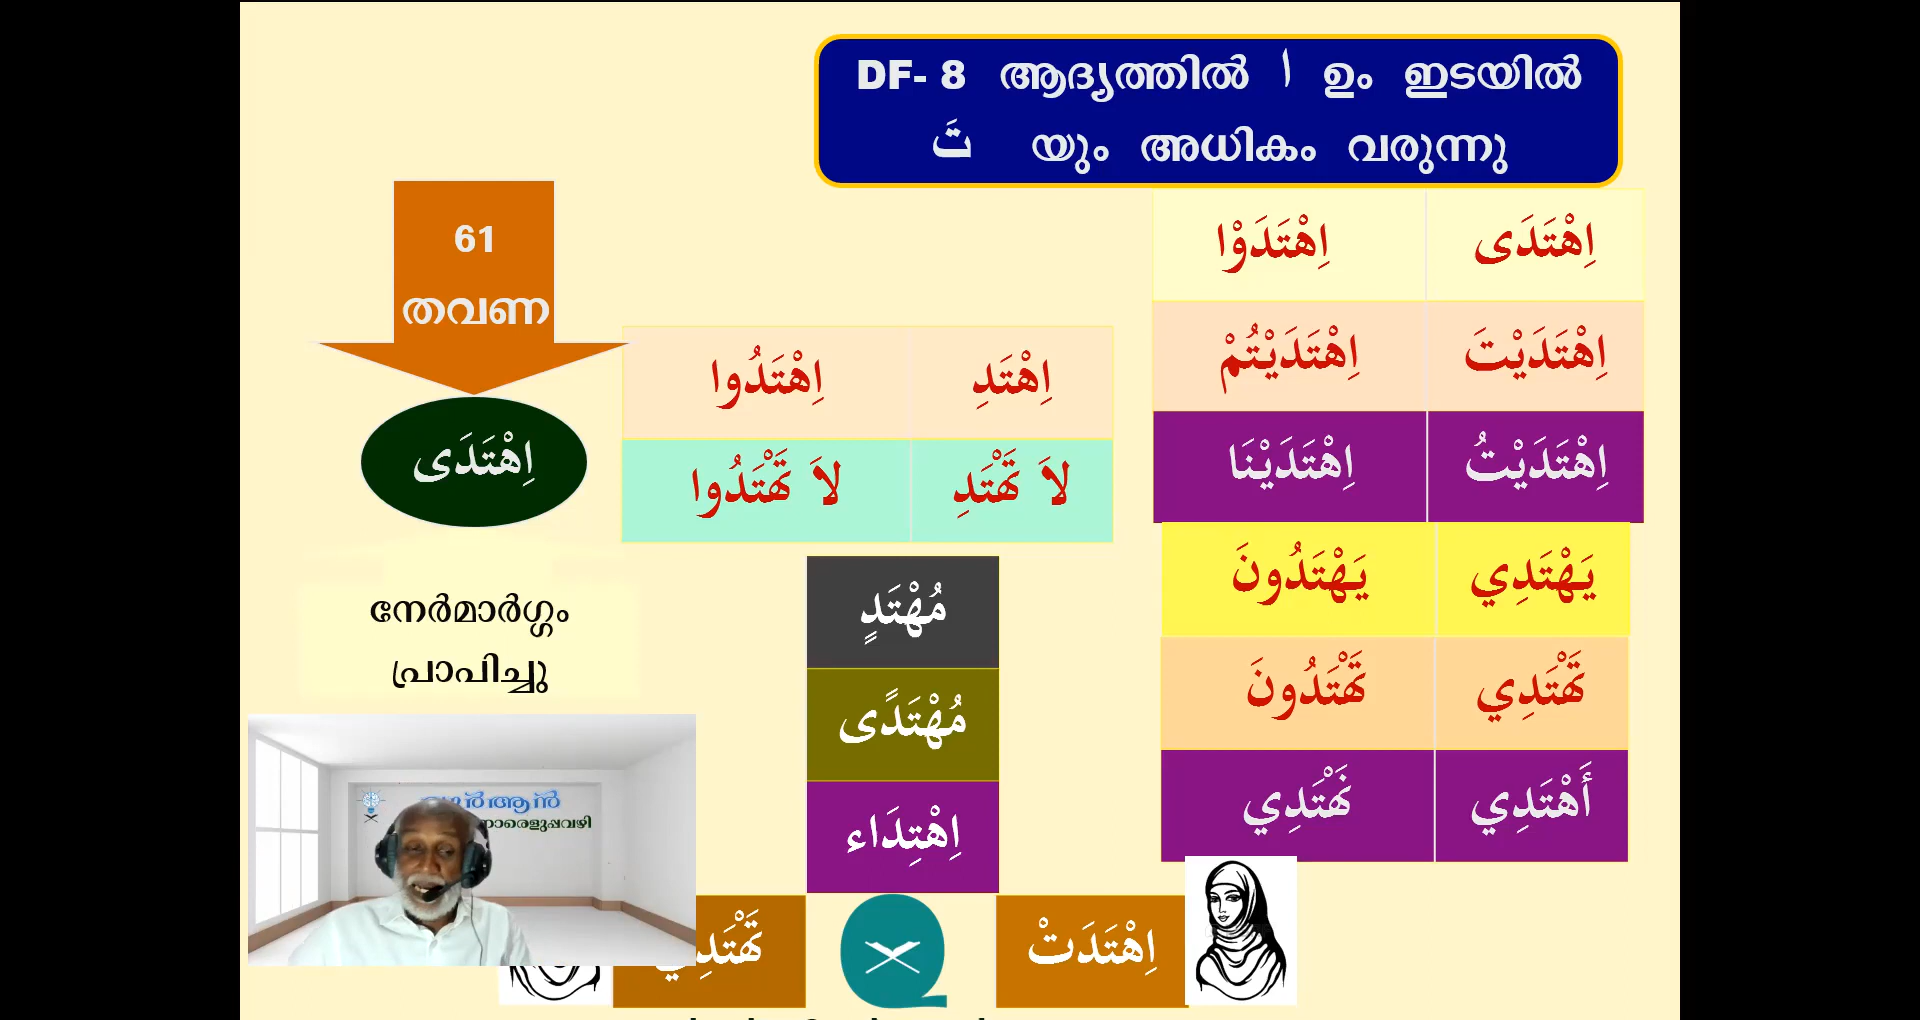 DF- 8 ആദ്യത്തിൽ ا ഉം ഇടയിൽ
تَ യും അധികം വരുന്നു
61
തവണ
اِهْتَدَى
നേർമാർഗ്ഗം
പ്രാപിച്ചു
اِهْتَدَى اِهْتَدَوْا
اِهْتَدَيْتَ اِهْتَدَيْتُمْ
اِهْتَدَيْتُ اِهْتَدَيْنَا
يَهْتَدِي يَهْتَدُونَ
تَهْتَدِي تَهْتَدُونَ
أَهْتَدِي نَهْتَدِي
اِهْتَدِ اِهْتَدُوا
لاَ تَهْتَدِ لاَ تَهْتَدُوا
مُهْتَدٍ
مُهْتَدًى
اِهْتِدَاء
اِهْتَدَتْ
تَهْتَدِي